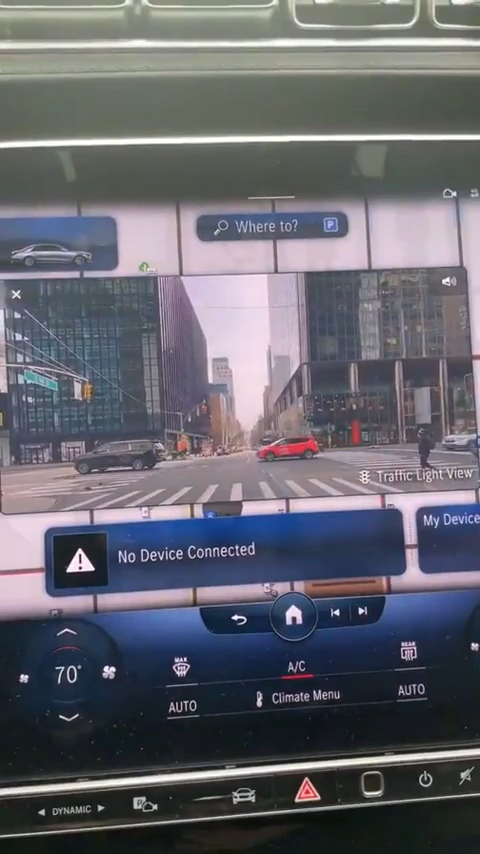 Where to?
P
Traffic Light View
No Device Connected
My Device
70°
MAX
A/C
REAR
AUTO
Climate Menu
AUTO
DYNAMIC
P